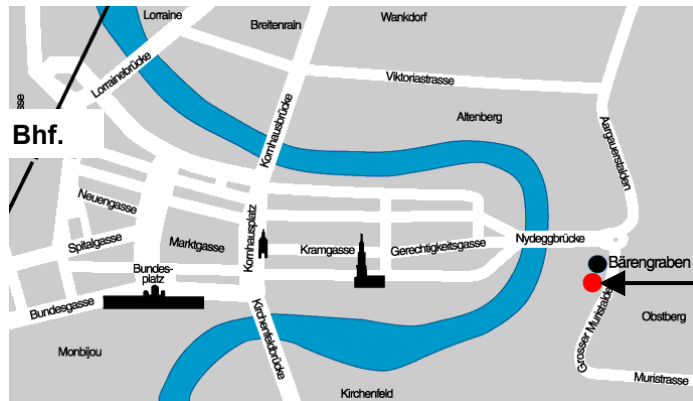 Lorraine
Breitenrain
Wankdorf
Lorrainebrücke
Viktoriastrasse
Bhf.
Kornhausbrücke
Altenberg
Aargauerstalden
Neuengasse
Spitalgasse
Marktgasse
Kornhausplatz
Kramgasse
Gerechtigkeitsgasse
Nydeggbrücke
Bundes-
platz
Bärengraben
Bundesgasse
Grosser Muristalde
Obstberg
Monbijou
Kirchenfeldbrücke
Muristrasse
Kirchenfeld